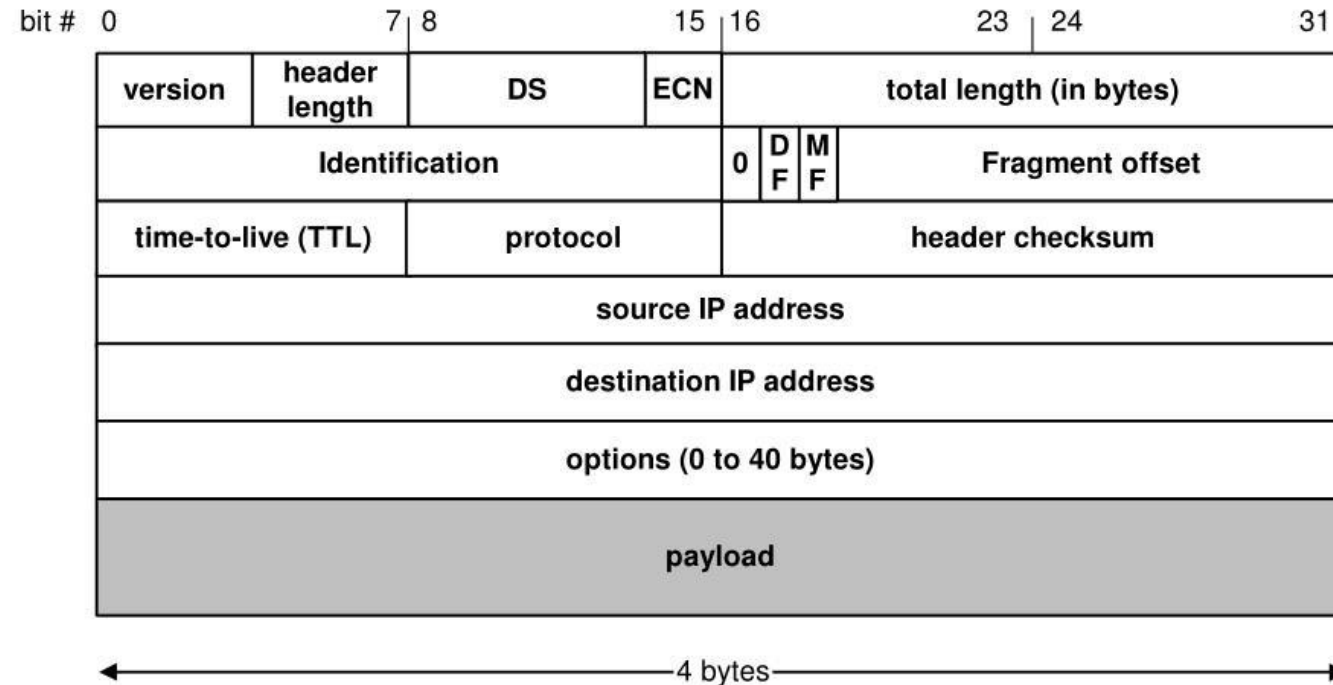 bit # 0 7 8 15 16 23 24 31
version header length DS ECN total length (in bytes)
Identification 0 DF MF Fragment offset
time-to-live (TTL) protocol header checksum
source IP address
destination IP address
options (0 to 40 bytes)
payload
4 bytes